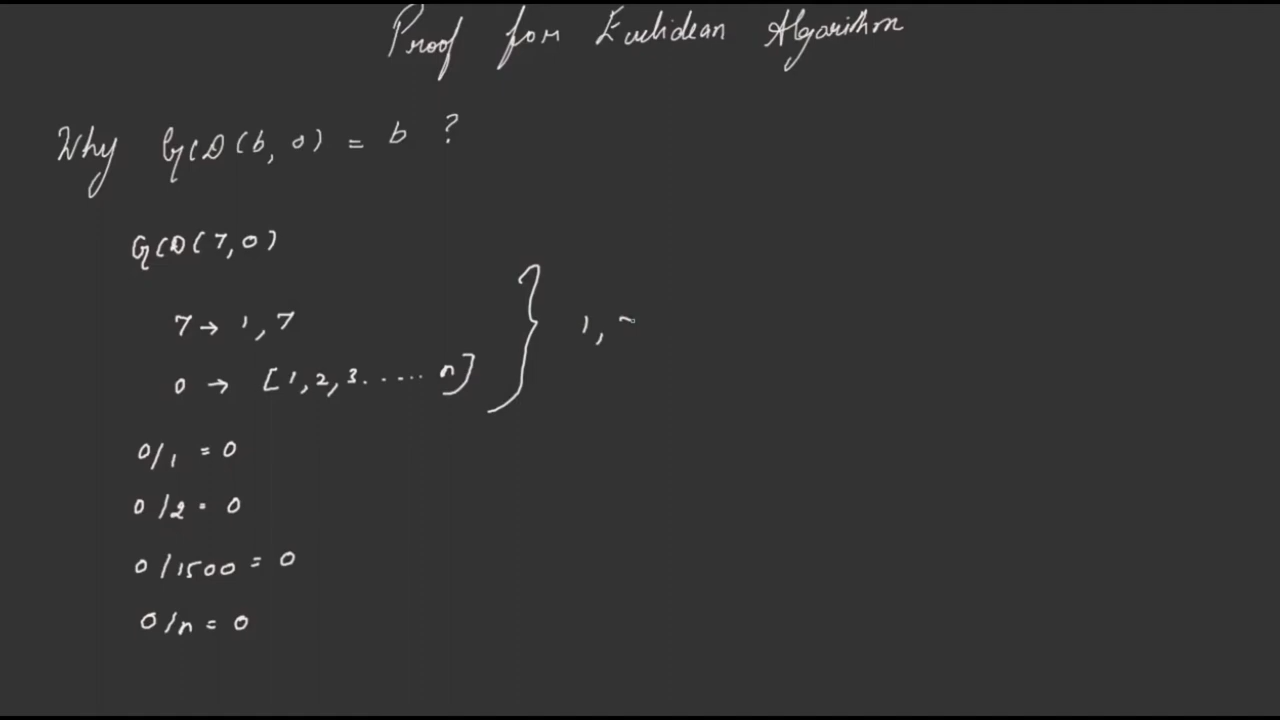 Proof for Euclidean Algorithm
Why GCD(b, 0) = b ?
GCD(7, 0)
7 → 1, 7
0 → [1, 2, 3. ..... n]
1,
0/1 = 0
0/2 = 0
0/1500 = 0
0/n = 0